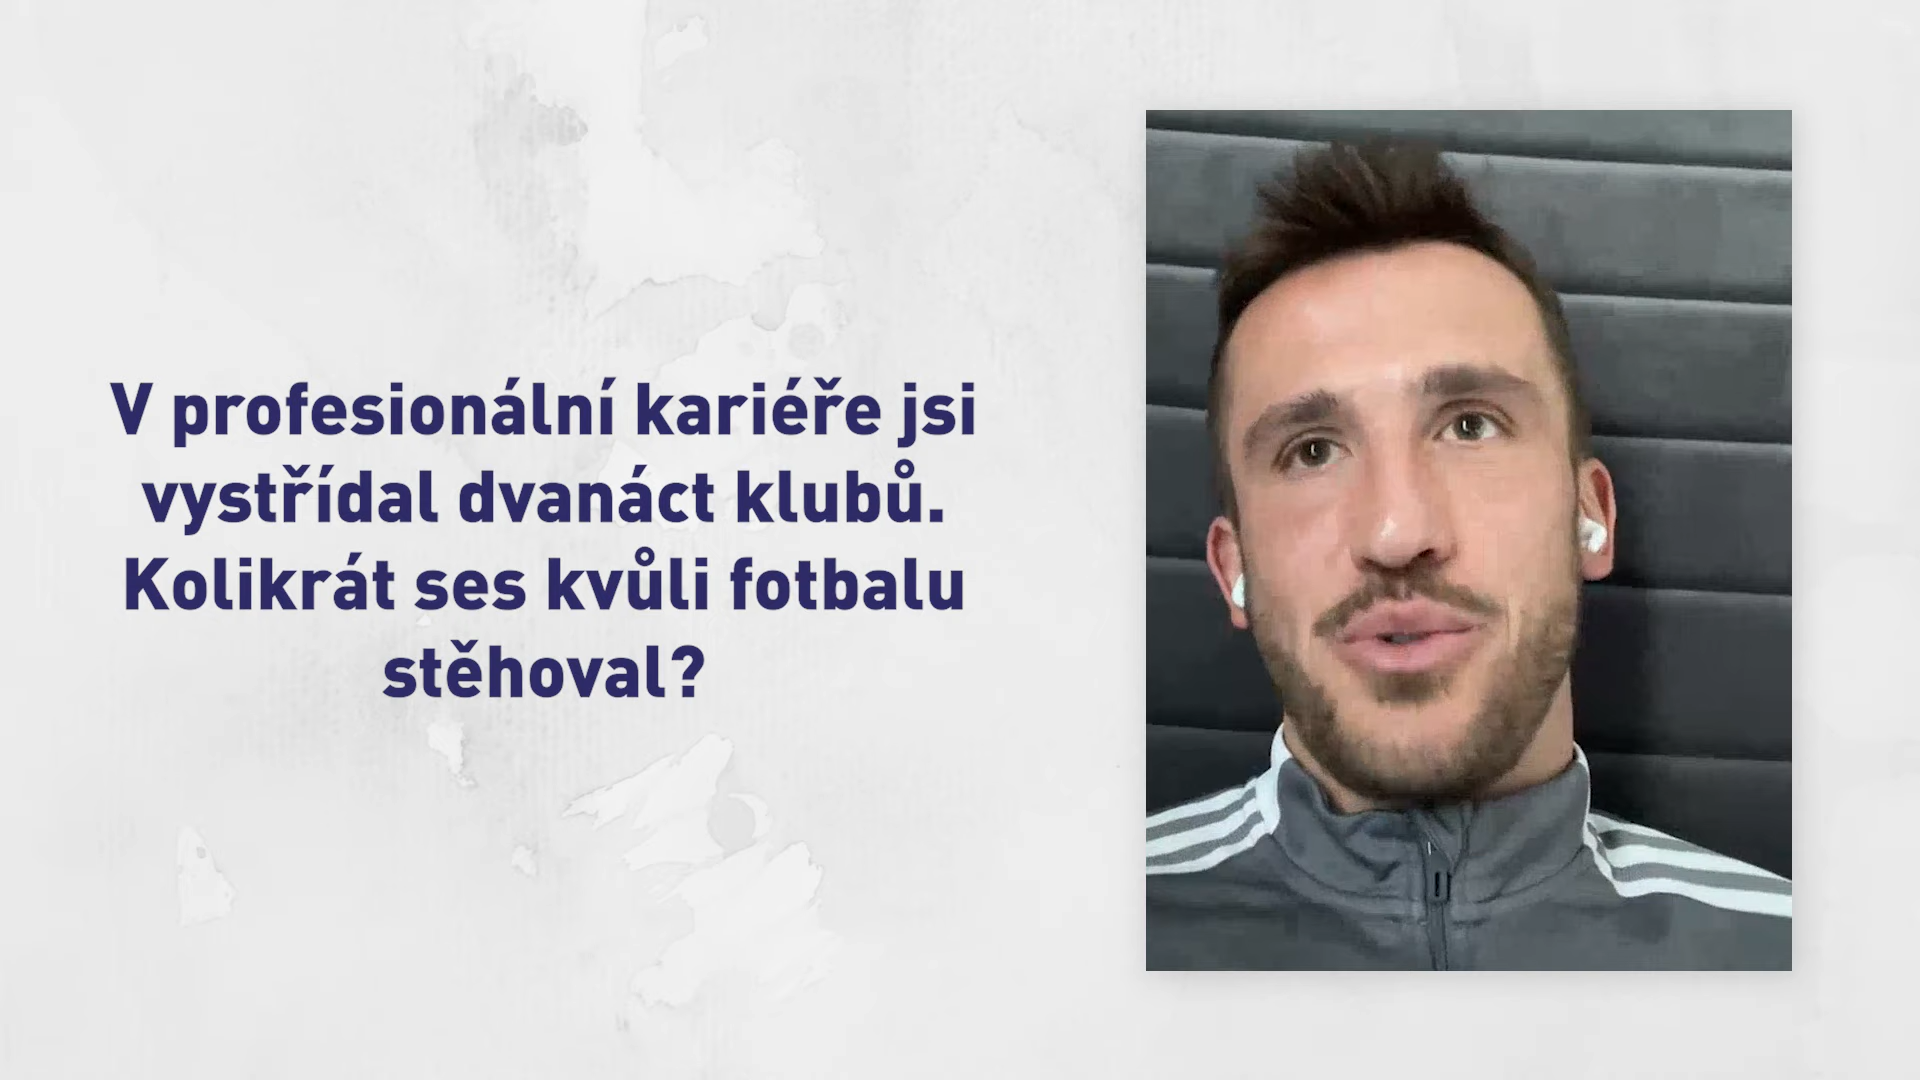 V profesionální kariéře jsi
vystřídal dvanáct klubů.
Kolikrát ses kvůli fotbalu
stěhoval?